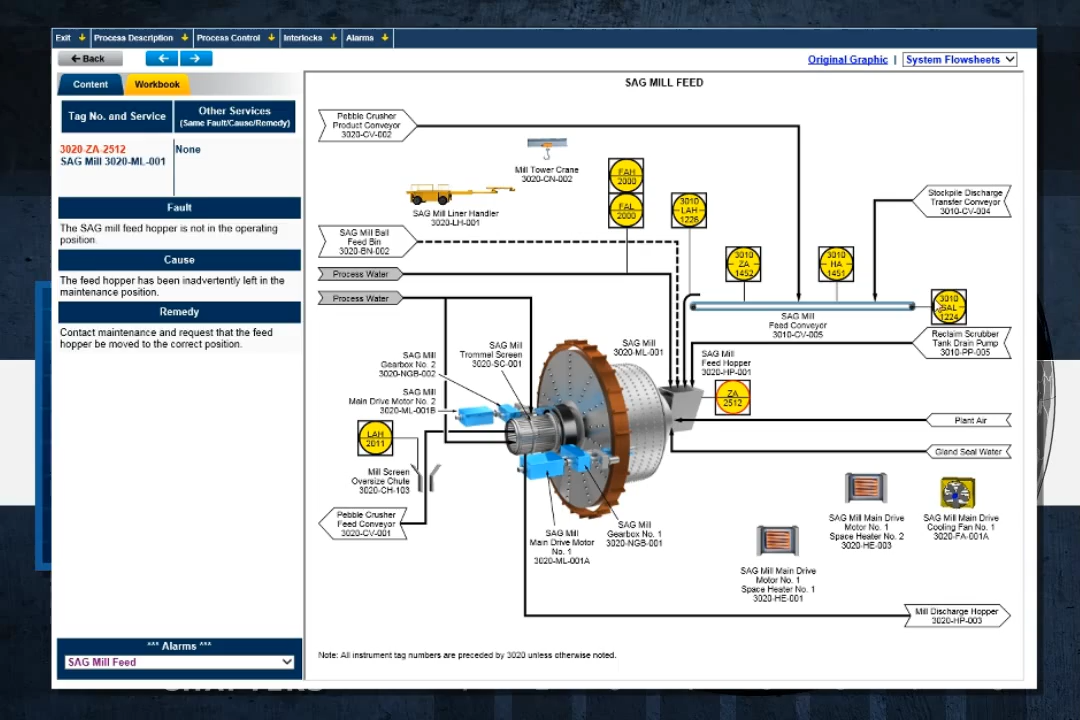 Exit
Process Description
Process Control
Interlocks
Alarms
Back
Original Graphic | System Flowsheets
Content
Workbook
Tag No. and Service
Other Services
(Same Fault/Cause/Remedy)
3020-ZA-2512
SAG Mill 3020-ML-001
None
Fault
The SAG mill feed hopper is not in the operating
position.
Cause
The feed hopper has been inadvertently left in the
maintenance position.
Remedy
Contact maintenance and request that the feed
hopper be moved to the correct position.
*** Alarms ***
SAG Mill Feed
SAG MILL FEED
Pebble Crusher
Product Conveyor
3020-CV-002
Mill Tower Crane
3020-CN-002
SAG Mill Liner Handler
3020-LH-001
FAH
2000
FAL
2000
3010
LAH
1226
Stockpile Discharge
Transfer Conveyor
3010-CV-004
SAG Mill Ball
Feed Bin
3020-BN-002
3010
ZA
1452
3010
HA
1451
Process Water
Process Water
3010
SAL
1224
SAG Mill
Feed Conveyor
3010-CV-005
Reclaim Scrubber
Tank Drain Pump
3010-PP-005
SAG Mill
Trommel Screen
3020-SC-001
SAG Mill
3020-ML-001
SAG Mill
Feed Hopper
3020-HP-001
SAG Mill
Gearbox No. 2
3020-NGB-002
SAG Mill
Main Drive Motor No. 2
3020-ML-001B
ZA
2512
Plant Air
LAH
2011
Gland Seal Water
Mill Screen
Oversize Chute
3020-CH-103
Pebble Crusher
Feed Conveyor
3020-CV-001
SAG Mill
Main Drive Motor
No. 1
3020-ML-001A
SAG Mill
Gearbox No. 1
3020-NGB-001
SAG Mill Main Drive
Motor No. 1
Space Heater No. 2
3020-HE-003
SAG Mill Main Drive
Cooling Fan No. 1
3020-FA-001A
SAG Mill Main Drive
Motor No. 1
Space Heater No. 1
3020-HE-001
Mill Discharge Hopper
3020-HP-003
Note: All instrument tag numbers are preceded by 3020 unless otherwise noted.